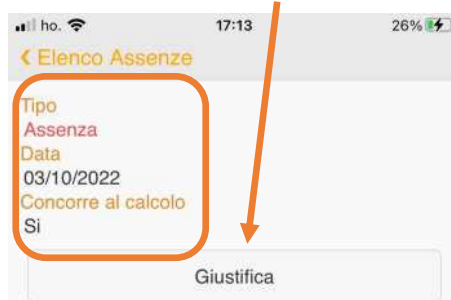 ho. 17:13 26%
Elenco Assenze
Tipo
Assenza
Data
03/10/2022
Concorre al calcolo
Si
Giustifica